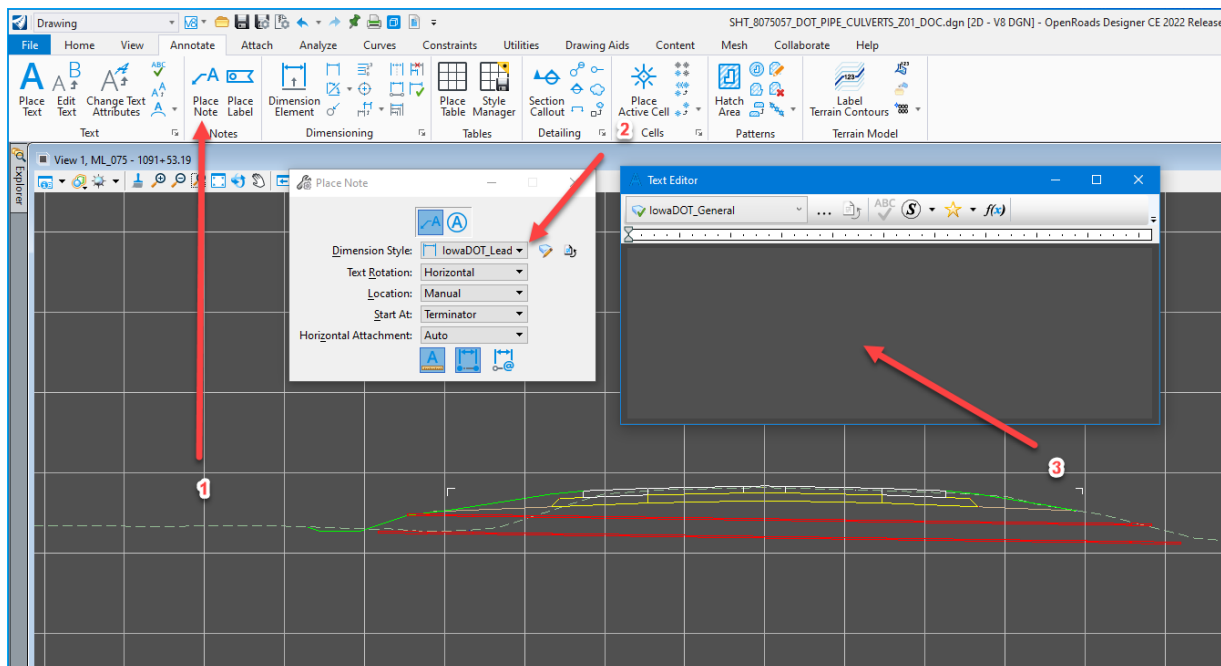 Drawing
SHT_8075057_DOT_PIPE_CULVERTS_Z01_DOC.dgn [2D - V8 DGN] - OpenRoads Designer CE 2022 Release
File Home View Annotate Attach Analyze Curves Constraints Utilities Drawing Aids Content Mesh Collaborate Help
Place Text
Edit Text
Change Text Attributes
Place Note
Place Label
Dimension Element
Place Table
Style Manager
Section Callout
Place Active Cell
Hatch Area
Label Terrain Contours
Text
Notes
Dimensioning
Tables
Detailing
Cells
Patterns
Terrain Model
2
Explorer
View 1, ML_075 - 1091+53.19
Place Note
Dimension Style: IowaDOT_Lead
Text Rotation: Horizontal
Location: Manual
Start At: Terminator
Horizontal Attachment: Auto
Text Editor
IowaDOT_General
... ABC S f(x)
1
3